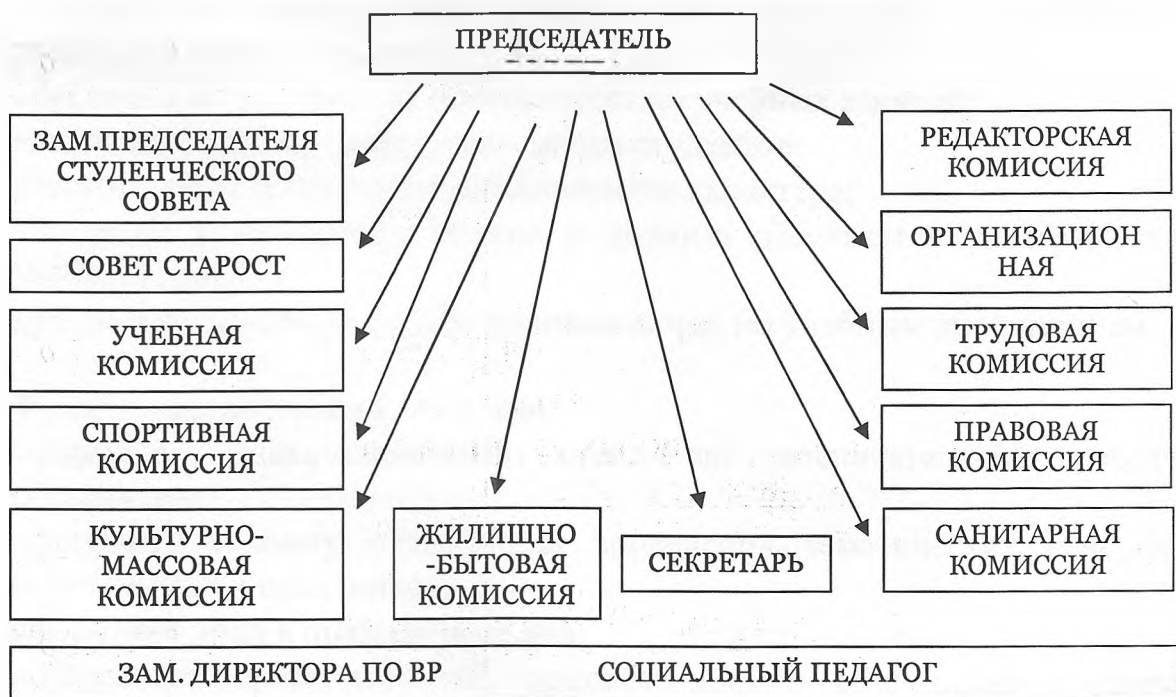 ПРЕДСЕДАТЕЛЬ
ЗАМ.ПРЕДСЕДАТЕЛЯ
СТУДЕНЧЕСКОГО
СОВЕТА
РЕДАКТОРСКАЯ
КОМИССИЯ
СОВЕТ СТАРОСТ
ОРГАНИЗАЦИОН
НАЯ
УЧЕБНАЯ
КОМИССИЯ
ТРУДОВАЯ
КОМИССИЯ
СПОРТИВНАЯ
КОМИССИЯ
ПРАВОВАЯ
КОМИССИЯ
КУЛЬТУРНО-
МАССОВАЯ
КОМИССИЯ
ЖИЛИЩНО
-БЫТОВАЯ
КОМИССИЯ
СЕКРЕТАРЬ
САНИТАРНАЯ
КОМИССИЯ
ЗАМ. ДИРЕКТОРА ПО ВР СОЦИАЛЬНЫЙ ПЕДАГОГ